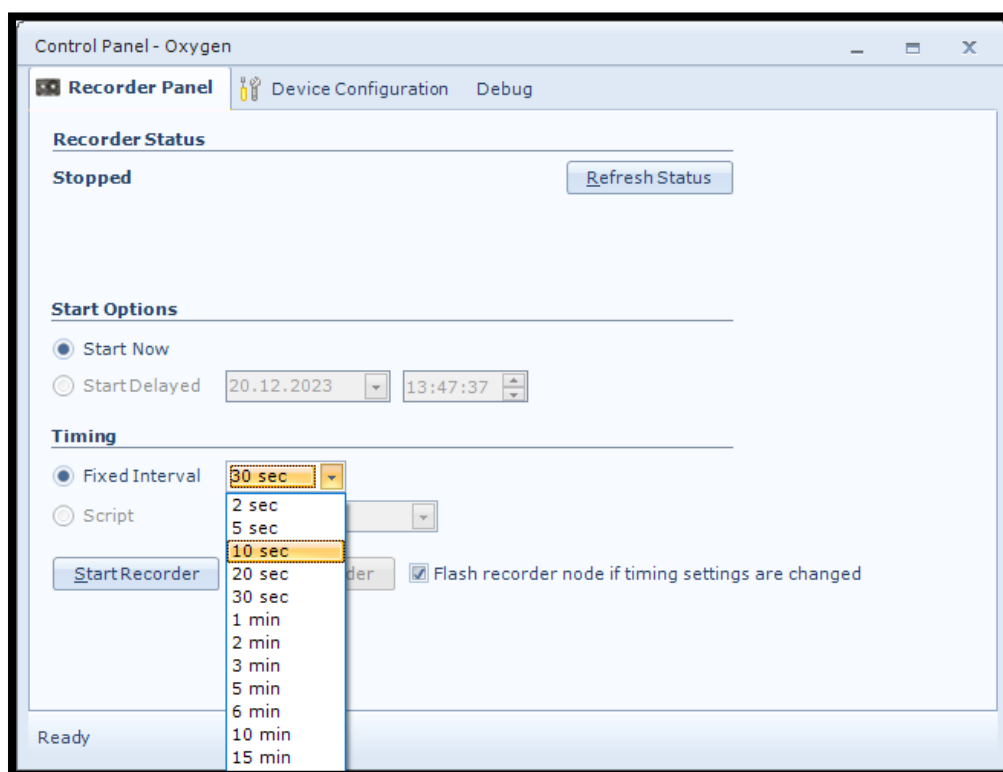 Control Panel - Oxygen
Recorder Panel Device Configuration Debug
Recorder Status
Stopped Refresh Status
Start Options
Start Now
Start Delayed 20.12.2023 13:47:37
Timing
Fixed Interval 30 sec
2 sec
Script
5 sec
10 sec
Start Recorder 20 sec der Flash recorder node if timing settings are changed
30 sec
1 min
2 min
3 min
5 min
6 min
Ready 10 min
15 min